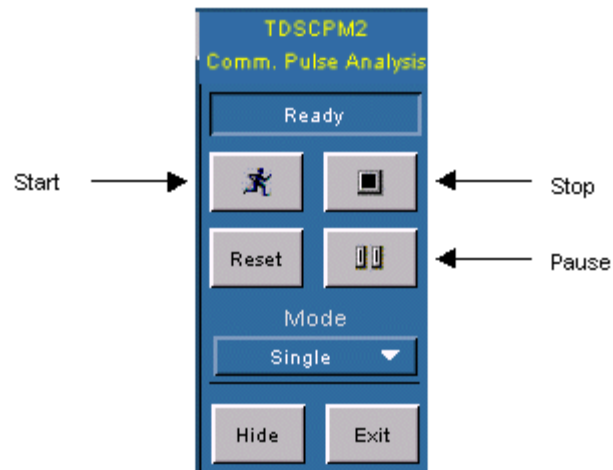 TDSCPM2
Comm. Pulse Analysis
Ready
Start
Stop
Reset
Pause
Mode
Single
Hide
Exit